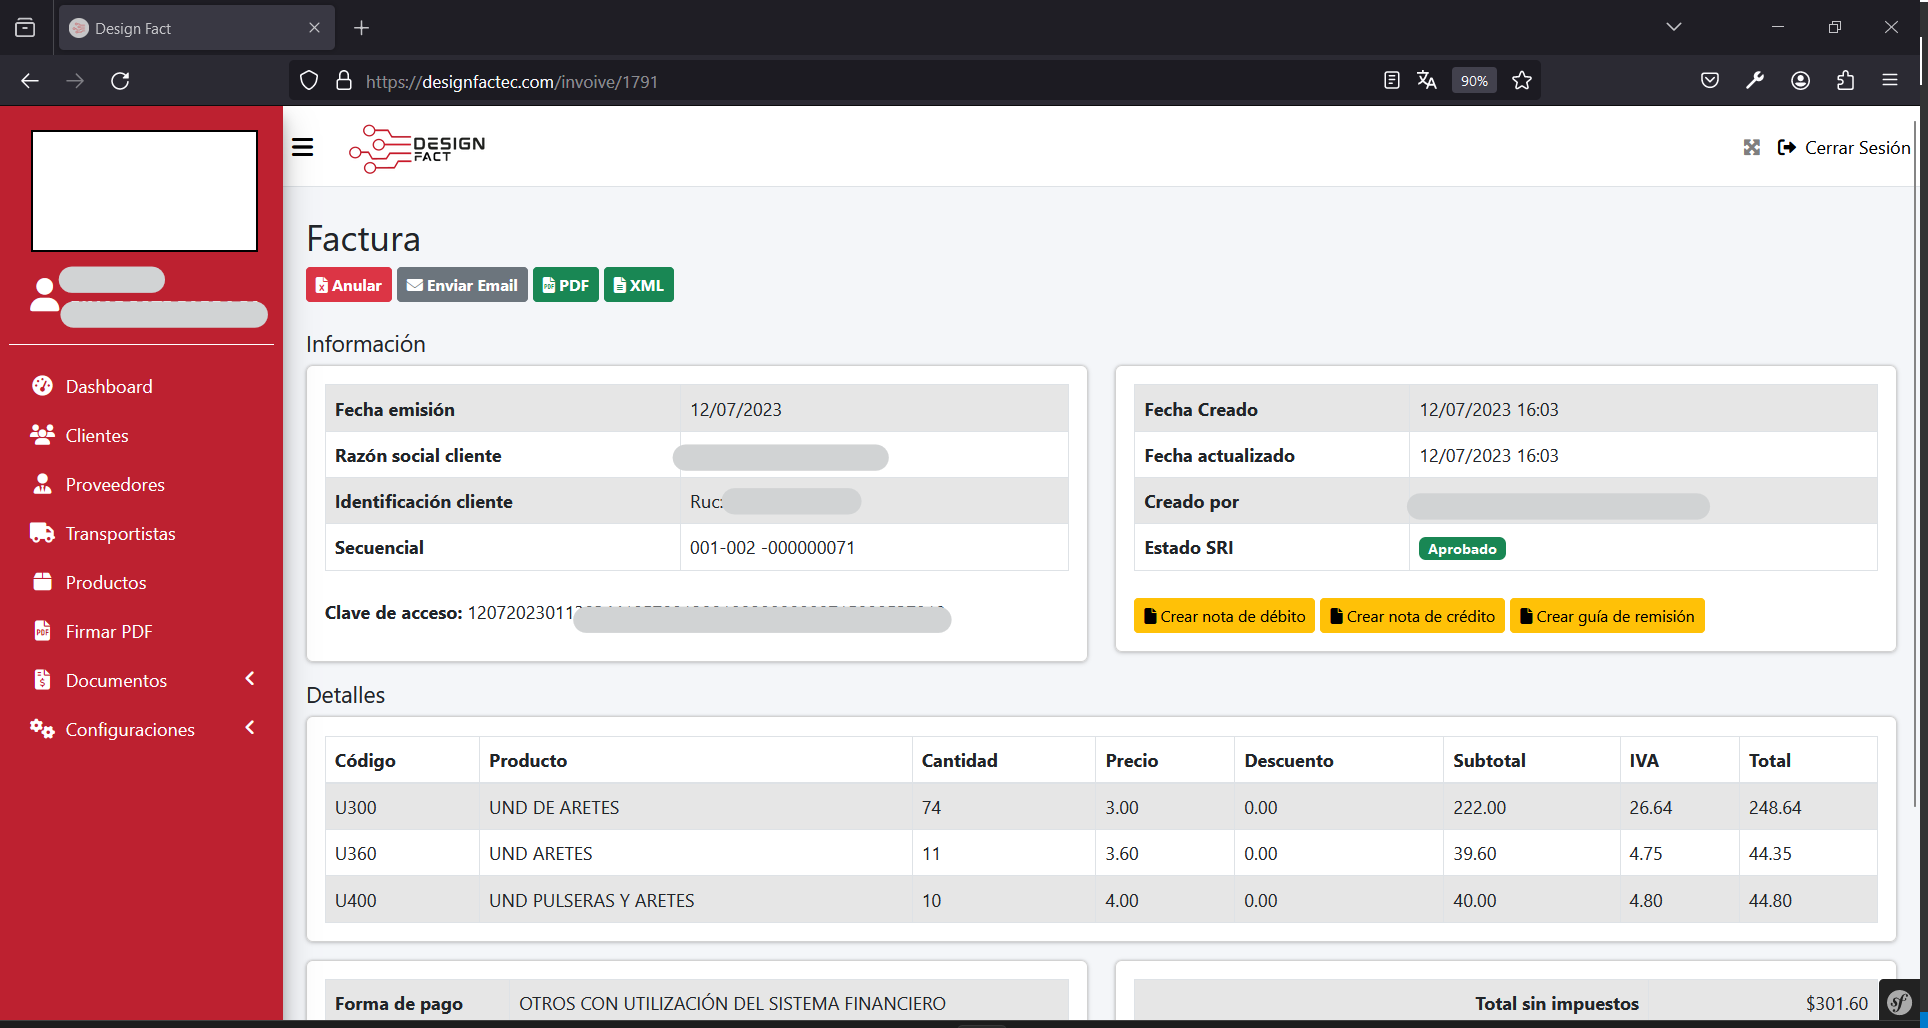 Design Fact
https://designfactec.com/invoive/1791
90%
DESIGN
FACT
Cerrar Sesión
Dashboard
Clientes
Proveedores
Transportistas
Productos
Firmar PDF
Documentos
Configuraciones
Factura
Anular Enviar Email PDF XML
Información
Fecha emisión 12/07/2023
Razón social cliente
Identificación cliente Ruc:
Secuencial 001-002 -000000071
Clave de acceso: 12072023011
Fecha Creado 12/07/2023 16:03
Fecha actualizado 12/07/2023 16:03
Creado por
Estado SRI Aprobado
Crear nota de débito Crear nota de crédito Crear guía de remisión
Detalles
Código Producto Cantidad Precio Descuento Subtotal IVA Total
U300 UND DE ARETES 74 3.00 0.00 222.00 26.64 248.64
U360 UND ARETES 11 3.60 0.00 39.60 4.75 44.35
U400 UND PULSERAS Y ARETES 10 4.00 0.00 40.00 4.80 44.80
Forma de pago OTROS CON UTILIZACIÓN DEL SISTEMA FINANCIERO
Total sin impuestos $301.60